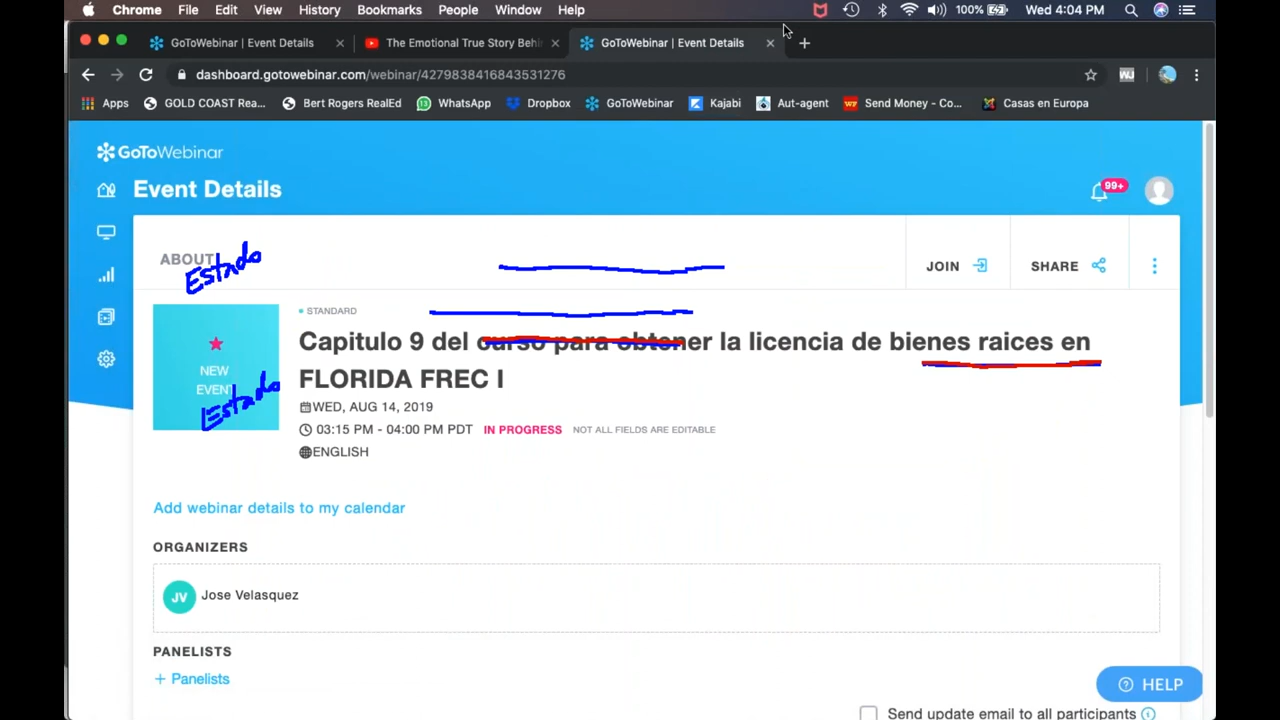 Chrome File Edit View History Bookmarks People Window Help 100% Wed 4:04 PM
GoToWebinar | Event Details The Emotional True Story Behi GoToWebinar | Event Details
dashboard.gotowebinar.com/webinar/4279838416843531276
Apps GOLD COAST Rea... Bert Rogers RealEd WhatsApp Dropbox GoToWebinar Kajabi Aut-agent Send Money - Co... Casas en Europa
GoToWebinar
Event Details
99+
ABOUT
Estado
JOIN
SHARE
STANDARD
Capitulo 9 del curso para obtener la licencia de bienes raices en
FLORIDA FREC I
NEW
EVENT
Estado
WED, AUG 14, 2019
03:15 PM - 04:00 PM PDT IN PROGRESS NOT ALL FIELDS ARE EDITABLE
ENGLISH
Add webinar details to my calendar
ORGANIZERS
JV Jose Velasquez
PANELISTS
+ Panelists
? HELP
Send update email to all participants